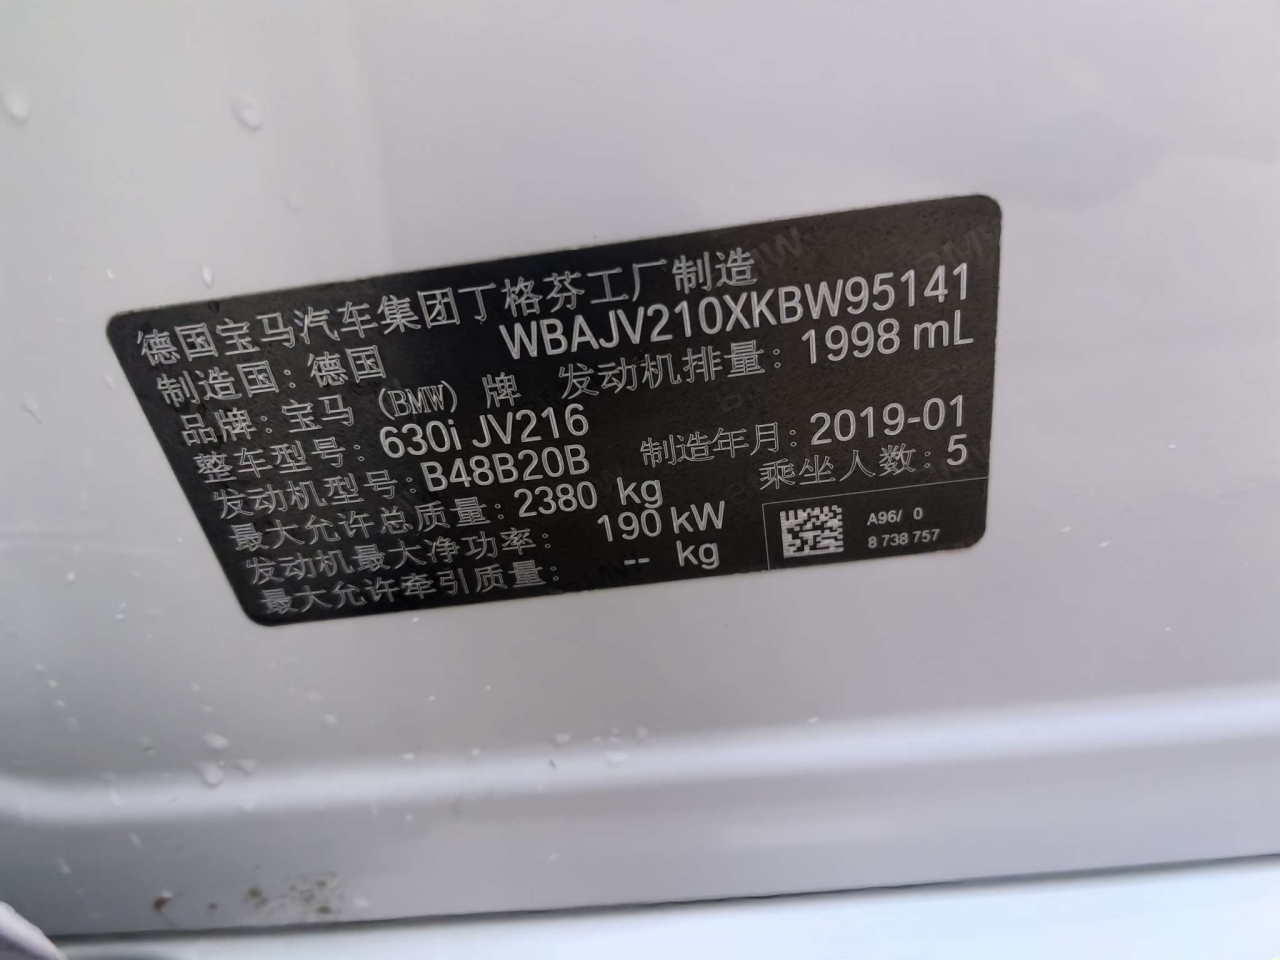 德国宝马汽车集团丁格芬工厂制造
制造国：德国 WBAJV210XKBW95141
品牌：宝马（BMW）牌 发动机排量：1998 mL
整车型号：630i JV216
发动机型号：B48B20B 制造年月：2019-01
最大允许总质量：2380 kg 乘坐人数：5
发动机最大净功率：190 kW
最大允许牵引质量：-- kg
A96/ 0
8 738 757